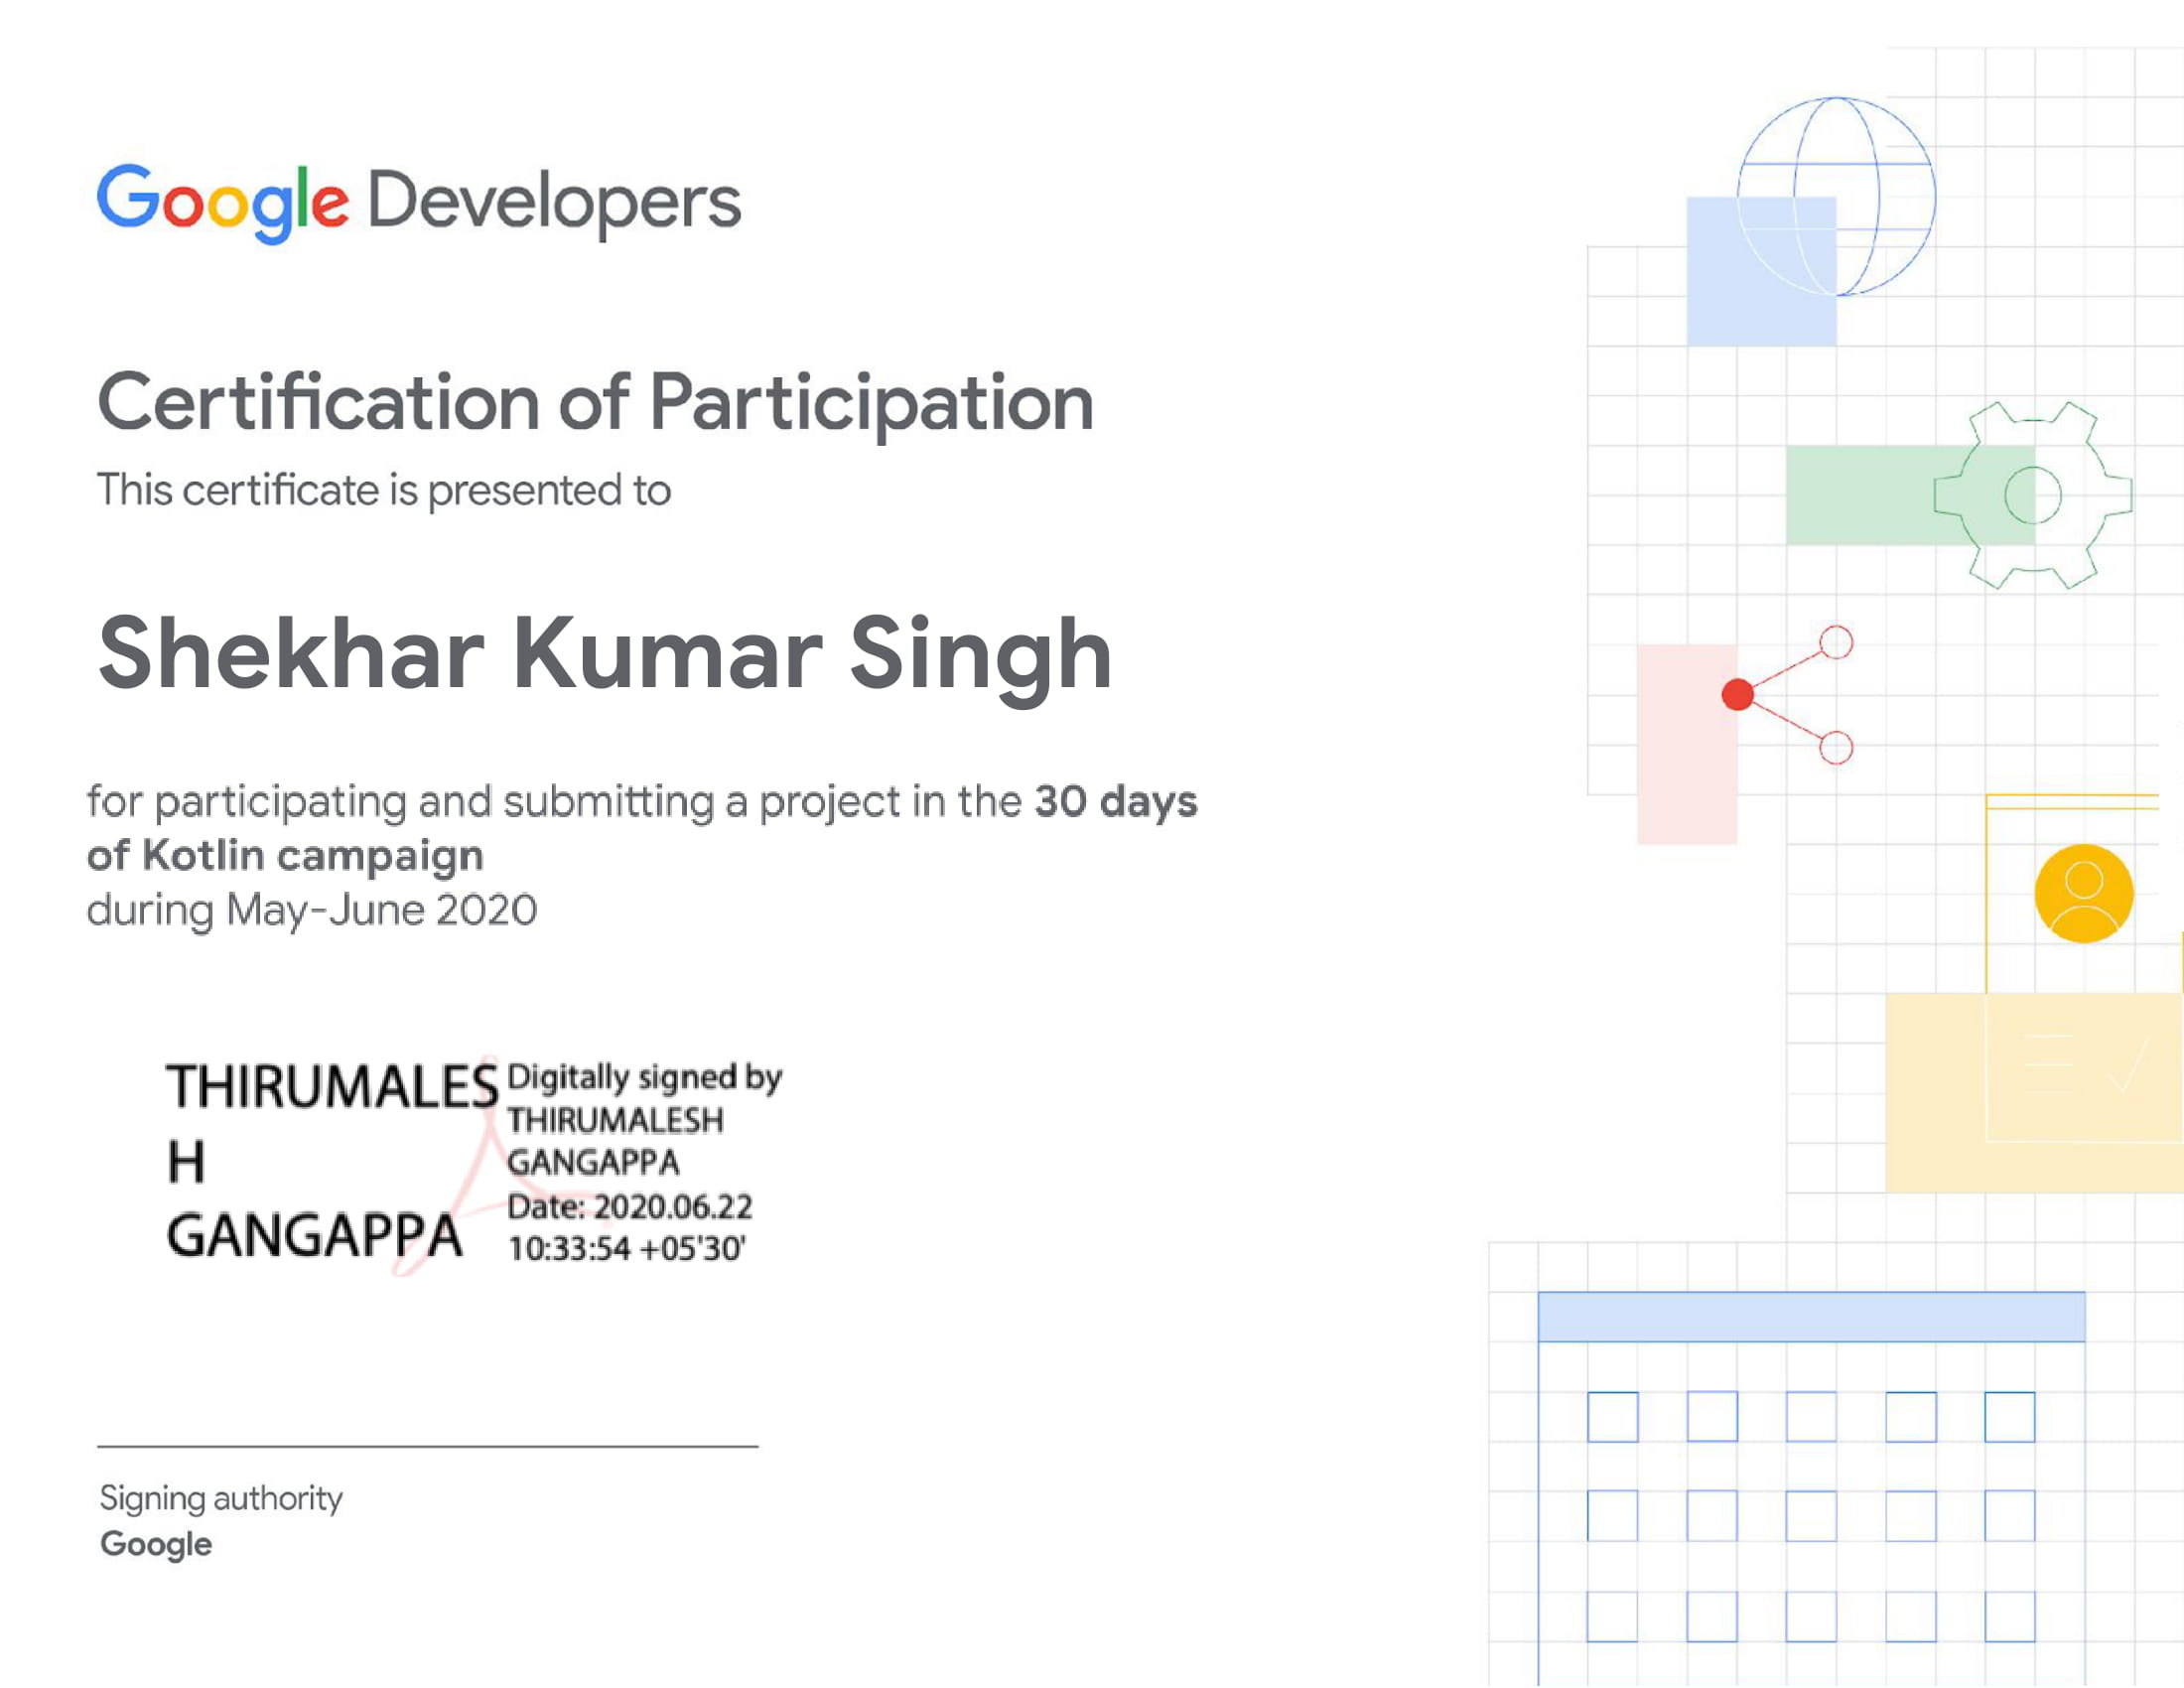 Google Developers
Certification of Participation
This certificate is presented to
Shekhar Kumar Singh
for participating and submitting a project in the 30 days
of Kotlin campaign
during May-June 2020
THIRUMALES
H
GANGAPPA
Digitally signed by
THIRUMALESH
GANGAPPA
Date: 2020.06.22
10:33:54 +05'30'
Signing authority
Google